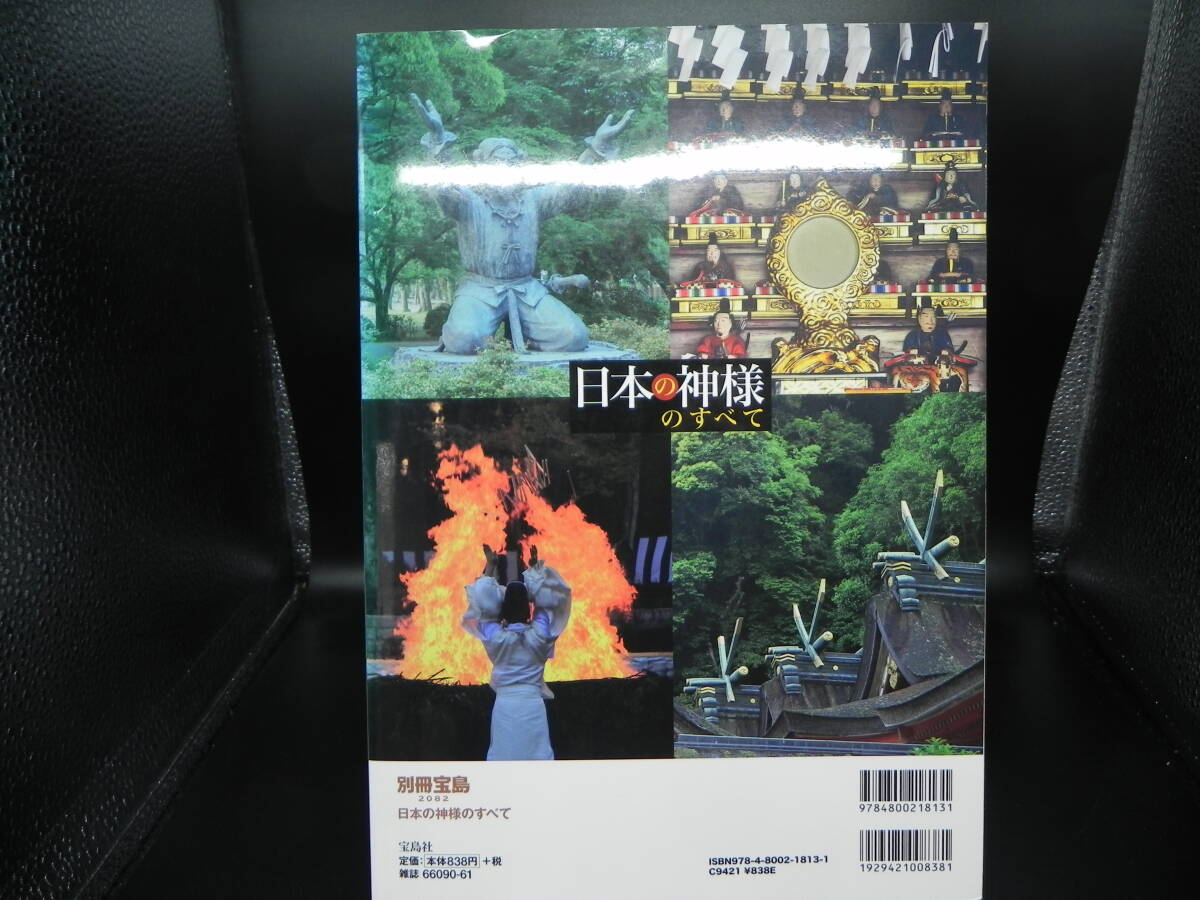 日本の神様
のすべて
別冊宝島
2082
日本の神様のすべて
宝島社
定価:本体838円+税
雑誌 66090-61
9784800218131
ISBN978-4-8002-1813-1
C9421 ¥838E
1929421008381